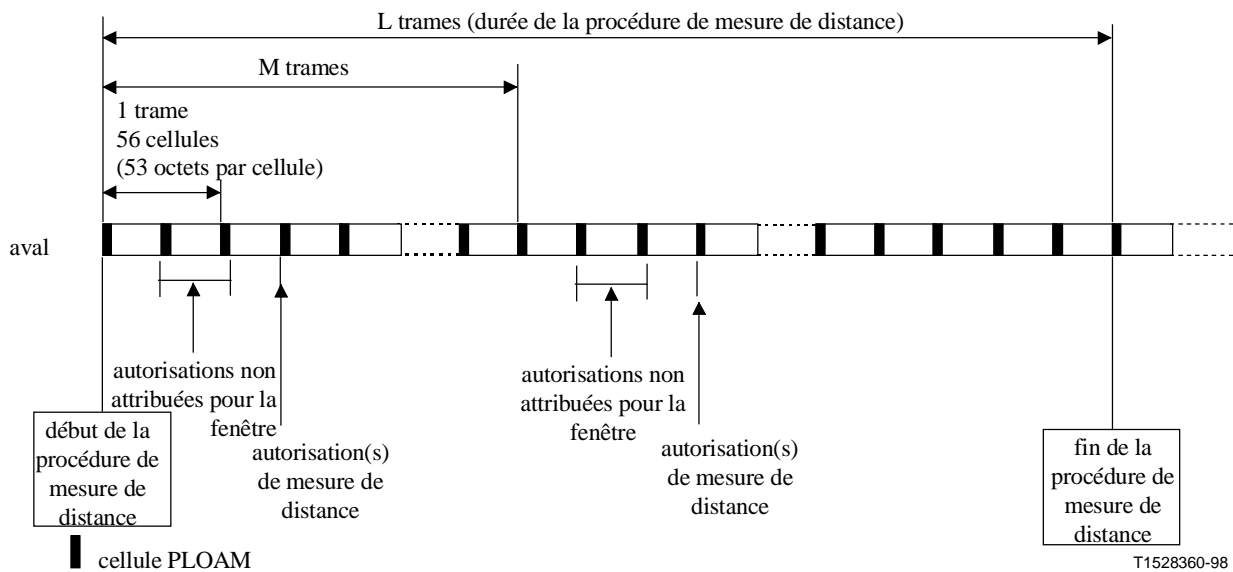 L trames (durée de la procédure de mesure de distance)
M trames
1 trame
56 cellules
(53 octets par cellule)
aval
autorisations non
attribuées pour la
fenêtre
autorisations non
attribuées pour la
fenêtre
début de la
procédure de
mesure de
distance
autorisation(s)
de mesure de
distance
autorisation(s)
de mesure de
distance
fin de la
procédure de
mesure de
distance
cellule PLOAM
T1528360-98